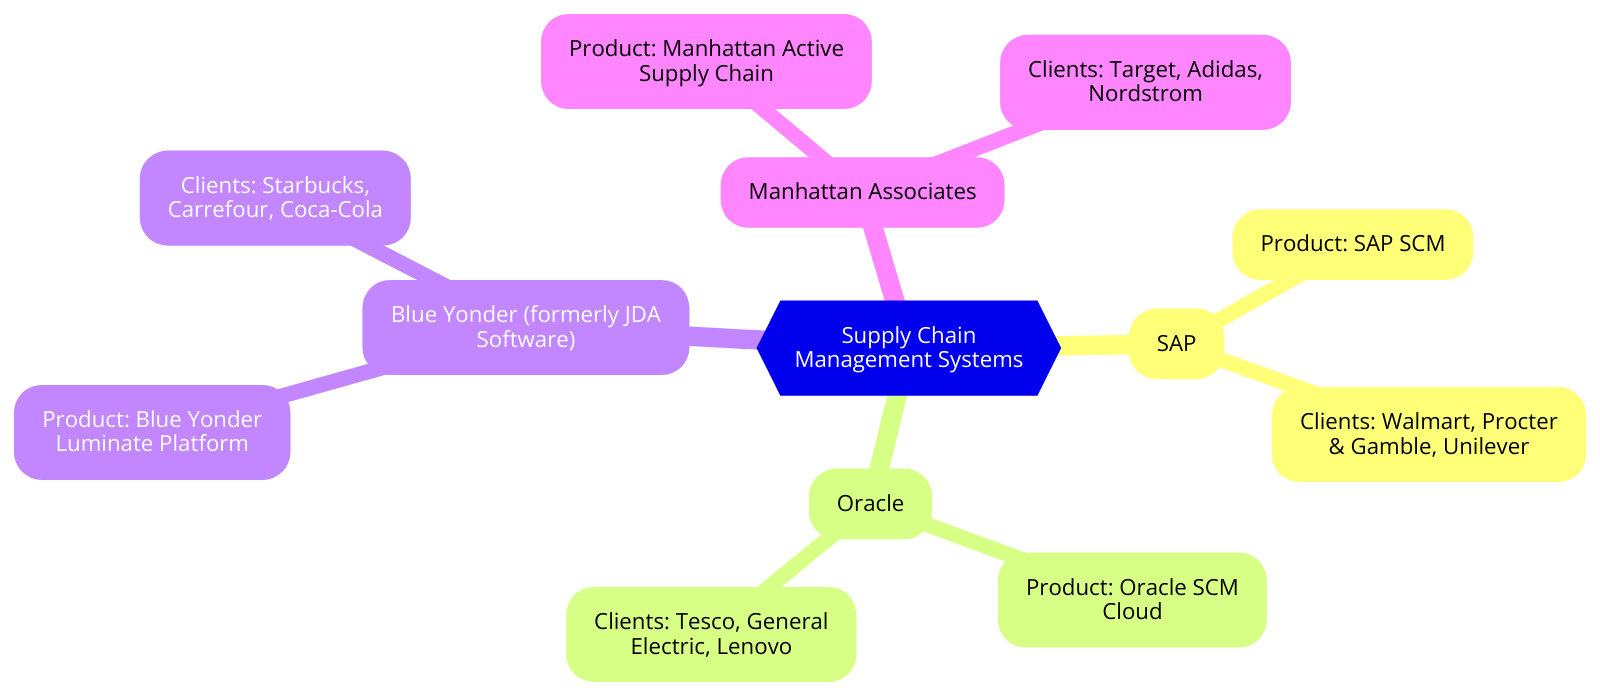 Product: Manhattan Active
Supply Chain
Clients: Target, Adidas,
Nordstrom
Manhattan Associates
Clients: Starbucks,
Carrefour, Coca-Cola
Blue Yonder (formerly JDA
Software)
Product: Blue Yonder
Luminate Platform
Supply Chain
Management Systems
Product: SAP SCM
SAP
Clients: Walmart, Procter
& Gamble, Unilever
Oracle
Clients: Tesco, General
Electric, Lenovo
Product: Oracle SCM
Cloud